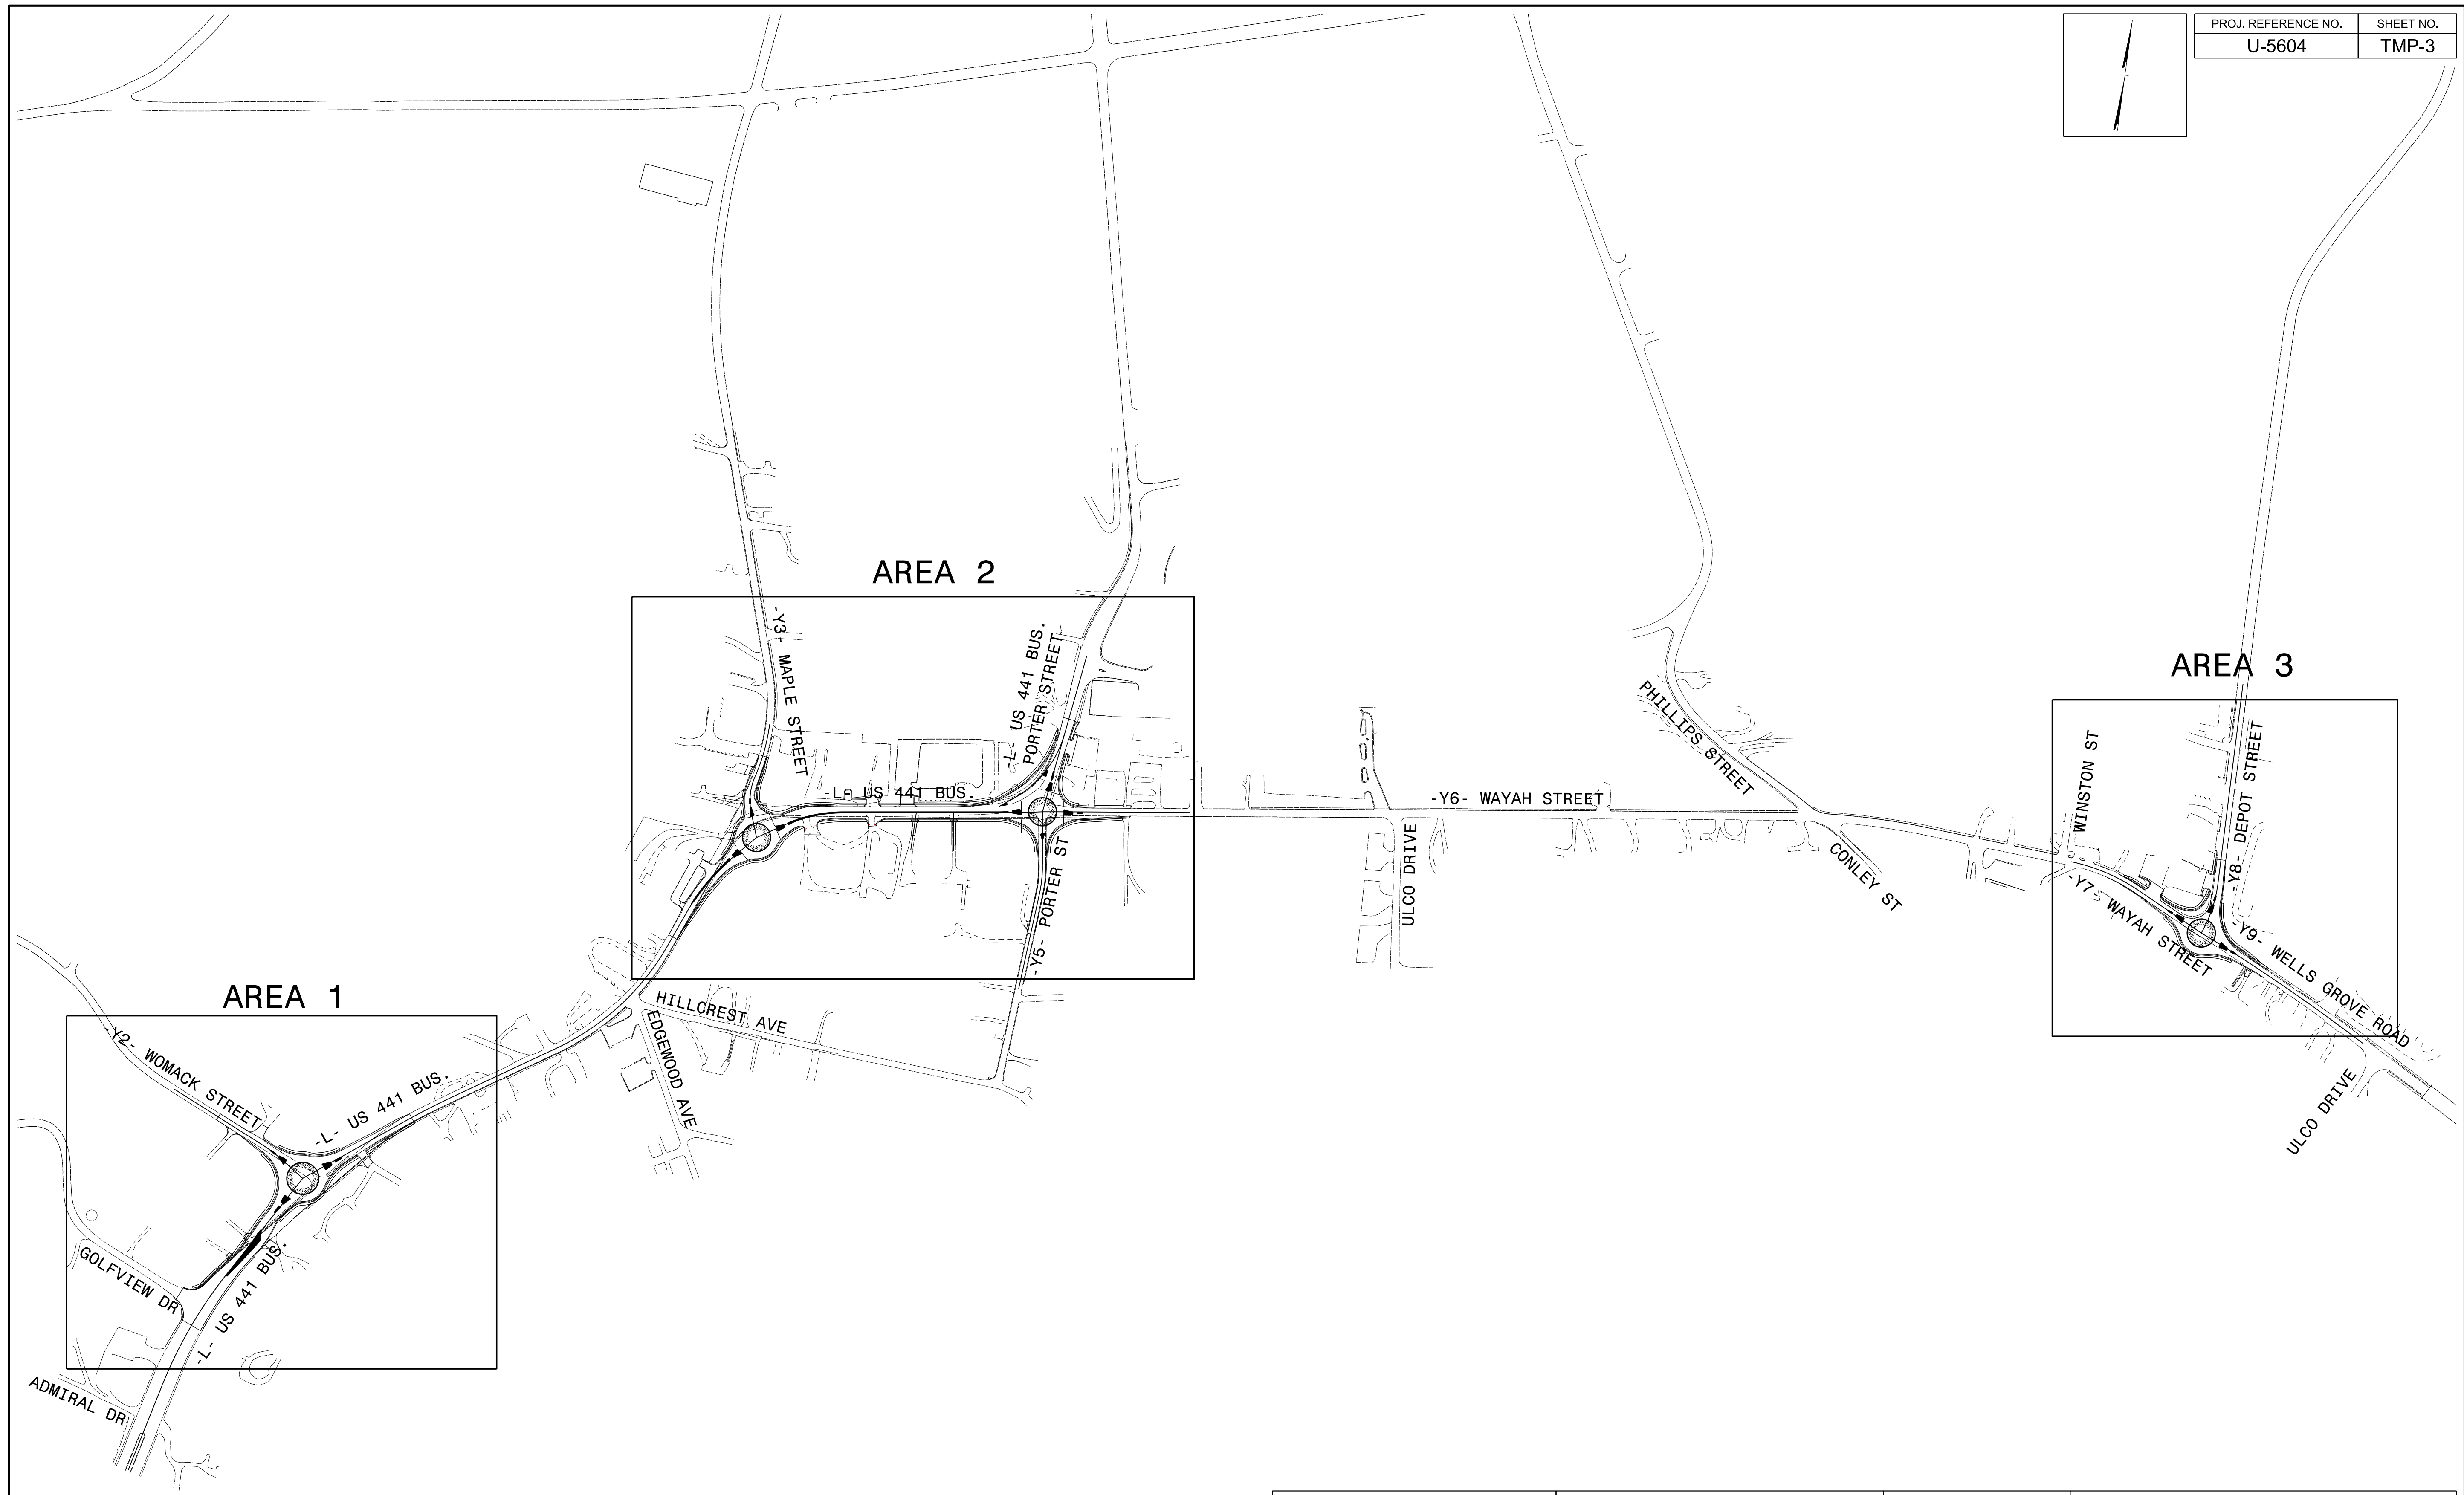 PROJ. REFERENCE NO.
SHEET NO.
U-5604
TMP-3
AREA 2
-Y3- MAPLE STREET
-L- US 441 BUS.
PORTER STREET
-L- US 441 BUS.
-Y5- PORTER ST
-Y6- WAYAH STREET
ULCO DRIVE
PHILLIPS STREET
CONLEY ST
AREA 3
WINSTON ST
-Y8- DEPOT STREET
-Y7- WAYAH STREET
-Y9- WELLS GROVE ROAD
ULCO DRIVE
HILLCREST AVE
EDGEWOOD AVE
AREA 1
-Y2- WOMACK STREET
-L- US 441 BUS.
GOLFVIEW DR
-L- US 441 BUS.
ADMIRAL DR